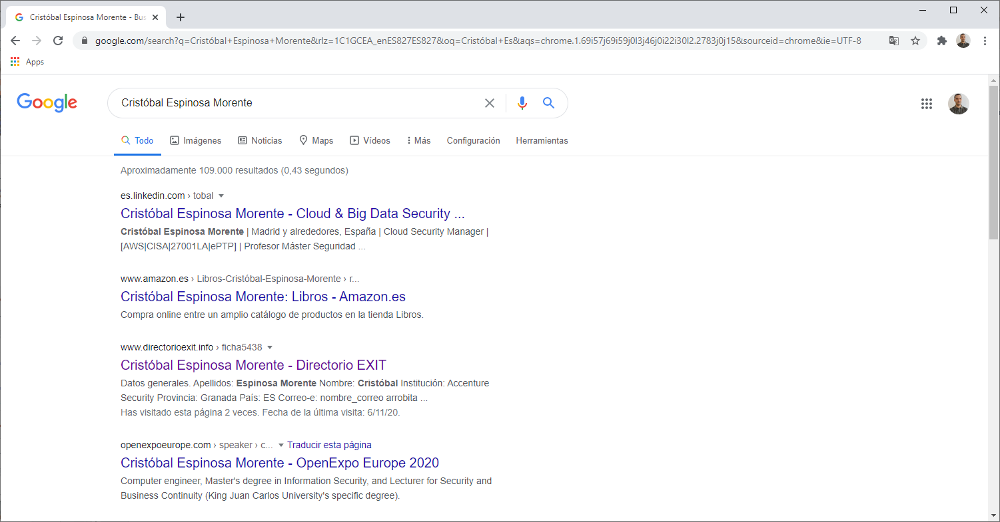 Cristóbal Espinosa Morente - Bus
google.com/search?q=Cristóbal+Espinosa+Morente&rlz=1C1GCEA_enES827ES827&oq=Cristóbal+Es&aqs=chrome.1.69i57j69i59j0l3j46j0i22i30l2.2783j0j15&sourceid=chrome&ie=UTF-8
Apps
Google
Cristóbal Espinosa Morente
Todo Imágenes Noticias Maps Vídeos Más Configuración Herramientas
Aproximadamente 109.000 resultados (0,43 segundos)
es.linkedin.com › tobal
Cristóbal Espinosa Morente - Cloud & Big Data Security ...
Cristóbal Espinosa Morente | Madrid y alrededores, España | Cloud Security Manager |
[AWS|CISA|27001LA|ePTP] | Profesor Máster Seguridad ...
www.amazon.es › Libros-Cristóbal-Espinosa-Morente › r...
Cristóbal Espinosa Morente: Libros - Amazon.es
Compra online entre un amplio catálogo de productos en la tienda Libros.
www.directorioexit.info › ficha5438
Cristóbal Espinosa Morente - Directorio EXIT
Datos generales. Apellidos: Espinosa Morente Nombre: Cristóbal Institución: Accenture
Security Provincia: Granada País: ES Correo-e: nombre_correo arrobita ...
Has visitado esta página 2 veces. Fecha de la última visita: 6/11/20.
openexpoeurope.com › speaker › c... Traducir esta página
Cristóbal Espinosa Morente - OpenExpo Europe 2020
Computer engineer, Master's degree in Information Security, and Lecturer for Security and
Business Continuity (King Juan Carlos University's specific degree).